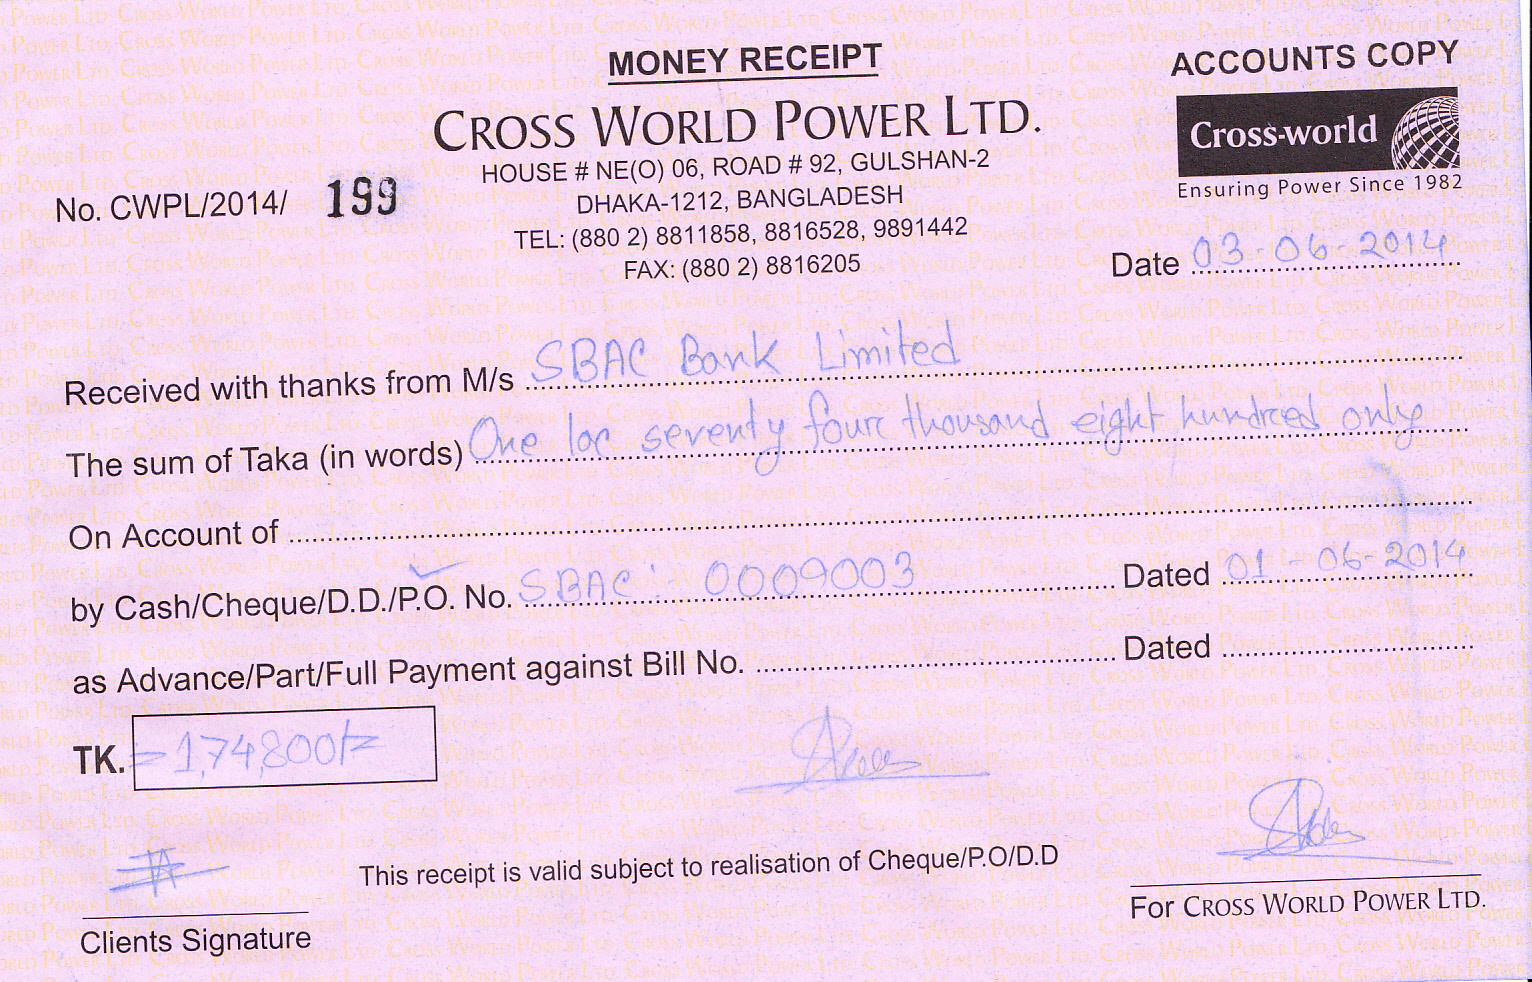 MONEY RECEIPT
ACCOUNTS COPY
CROSS WORLD POWER LTD.
Cross-world
Ensuring Power Since 1982
HOUSE # NE(O) 06, ROAD # 92, GULSHAN-2
DHAKA-1212, BANGLADESH
TEL: (880 2) 8811858, 8816528, 9891442
FAX: (880 2) 8816205
No. CWPL/2014/ 199
Date 03-06-2014
Received with thanks from M/s SBAC Bank Limited
The sum of Taka (in words) One lac seventy four thousand eight hundred only
On Account of
by Cash/Cheque/D.D./P.O. No. SBAC: 0009003 Dated 01-06-2014
as Advance/Part/Full Payment against Bill No. Dated
TK. =1,74,800/=
This receipt is valid subject to realisation of Cheque/P.O/D.D
Clients Signature
For CROSS WORLD POWER LTD.